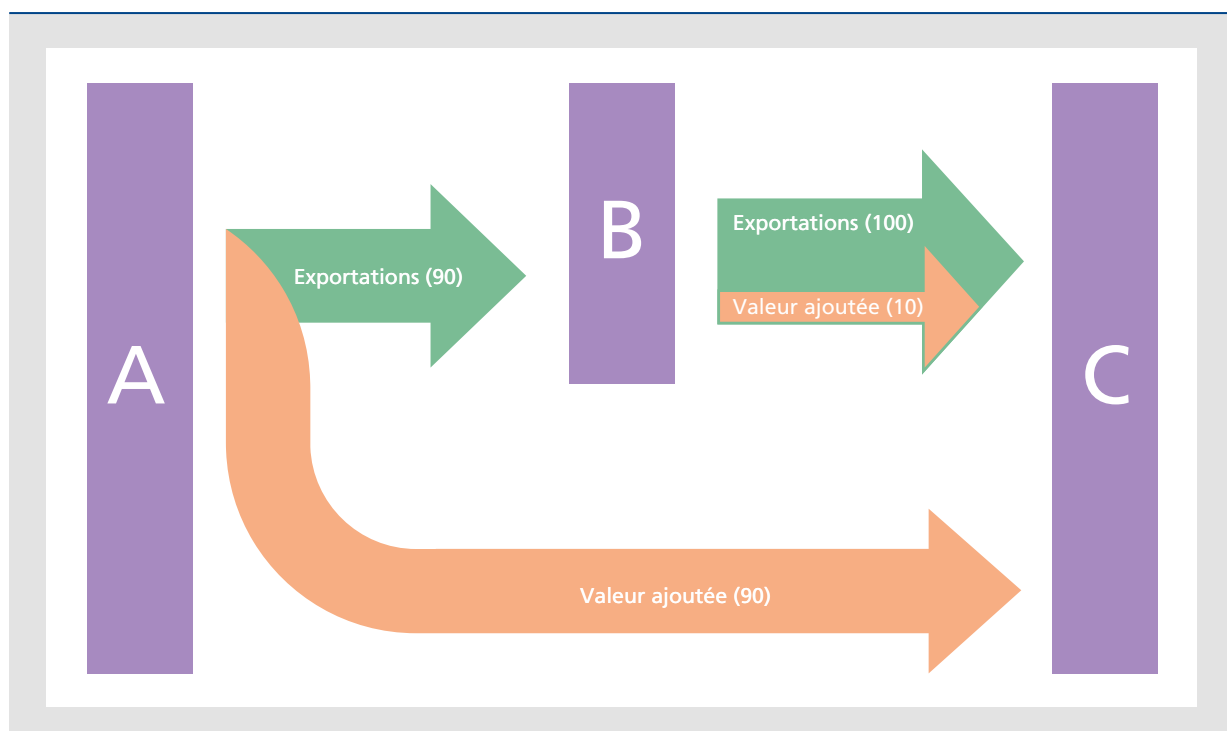 A
B
C
Exportations (90)
Exportations (100)
Valeur ajoutée (10)
Valeur ajoutée (90)